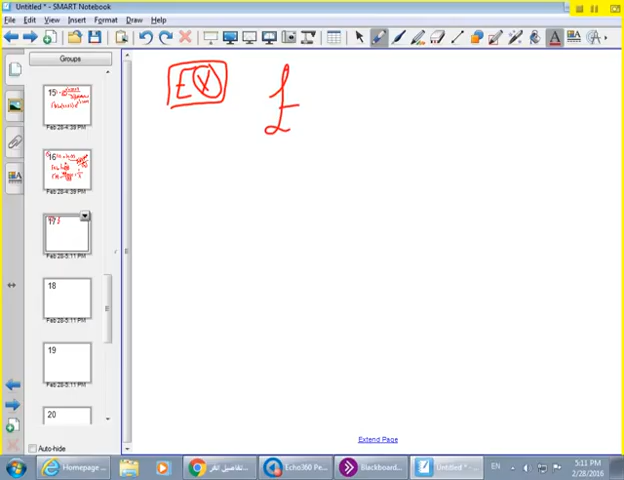 Untitled * - SMART Notebook
File Edit View Insert Format Draw Help
Groups
EX
15
Feb 28-4:39 PM
16
Feb 28-4:39 PM
17
Feb 28-5:11 PM
18
Feb 28-5:11 PM
19
Feb 28-5:11 PM
20
Extend Page
Auto-hide
Homepage ...
Echo360 Pe...
Blackboard...
Untitled * -...
EN
5:11 PM
2/28/2016